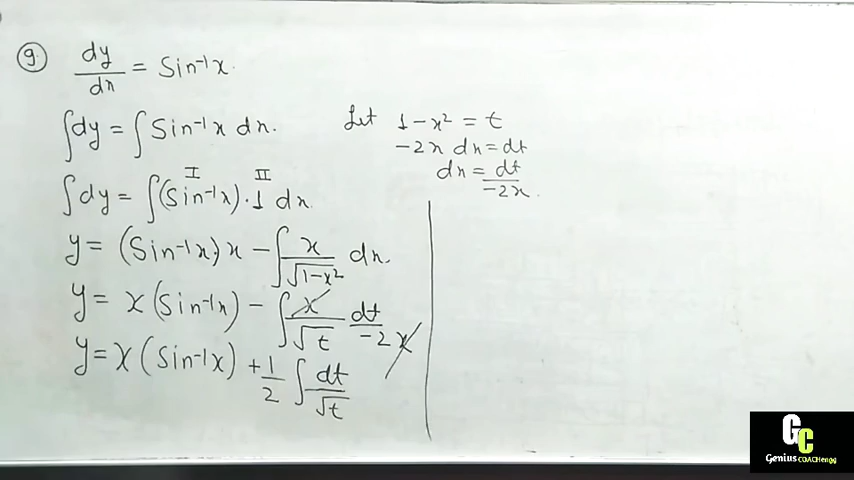 9. dy/dx = Sin⁻¹x.
∫dy = ∫Sin⁻¹x dx.
∫dy = ∫(Sin⁻¹x)·1 dx
I II
y = (Sin⁻¹x)x − ∫ x/√(1−x²) dx.
y = x(Sin⁻¹x) − ∫ x/√t dt/−2x
y = x(Sin⁻¹x) + 1/2 ∫ dt/√t
Let 1−x² = t
−2x dx = dt
dx = dt/−2x.
GC
Genius COACHengg